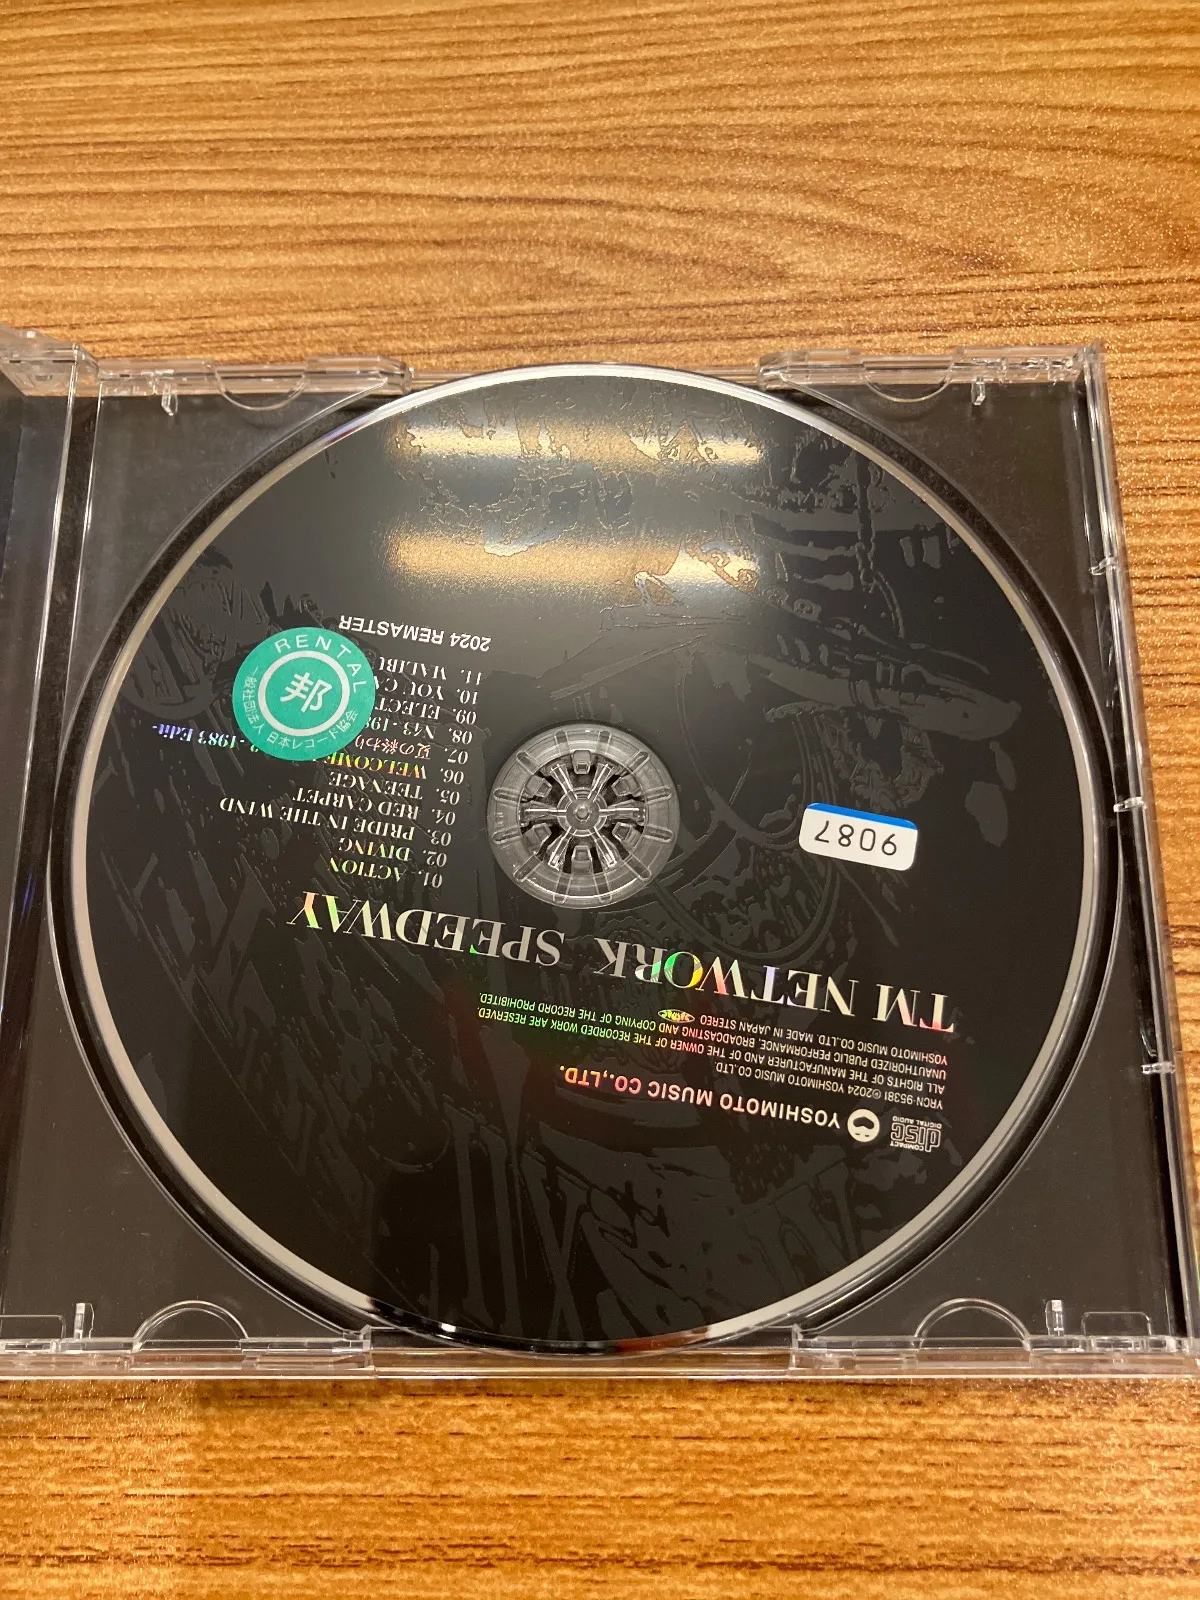 TM NETWORK SPEEDWAY
01. ACTION
02. DIVING
03. PRIDE IN THE WIND
04. RED CARPET
05. TEENAGE
06. WELCOME
- 1983 Edit-
07. 夏の終わり
08. N43 -
09. ELECT
10. YOU CA
11. MALIBU
2024 REMASTER
RENTAL
邦
一般社団法人 日本レコード協会
9087
YOSHIMOTO MUSIC CO.,LTD. MADE IN JAPAN STEREO
UNAUTHORIZED PUBLIC PERFORMANCE, BROADCASTING AND COPYING OF THE RECORD PROHIBITED.
ALL RIGHTS OF THE MANUFACTURER AND OF THE OWNER OF THE RECORDED WORK ARE RESERVED.
YRCN-95381 ℗2024 YOSHIMOTO MUSIC CO.,LTD.
COMPACT
disc
DIGITAL AUDIO
YOSHIMOTO MUSIC CO.,LTD.